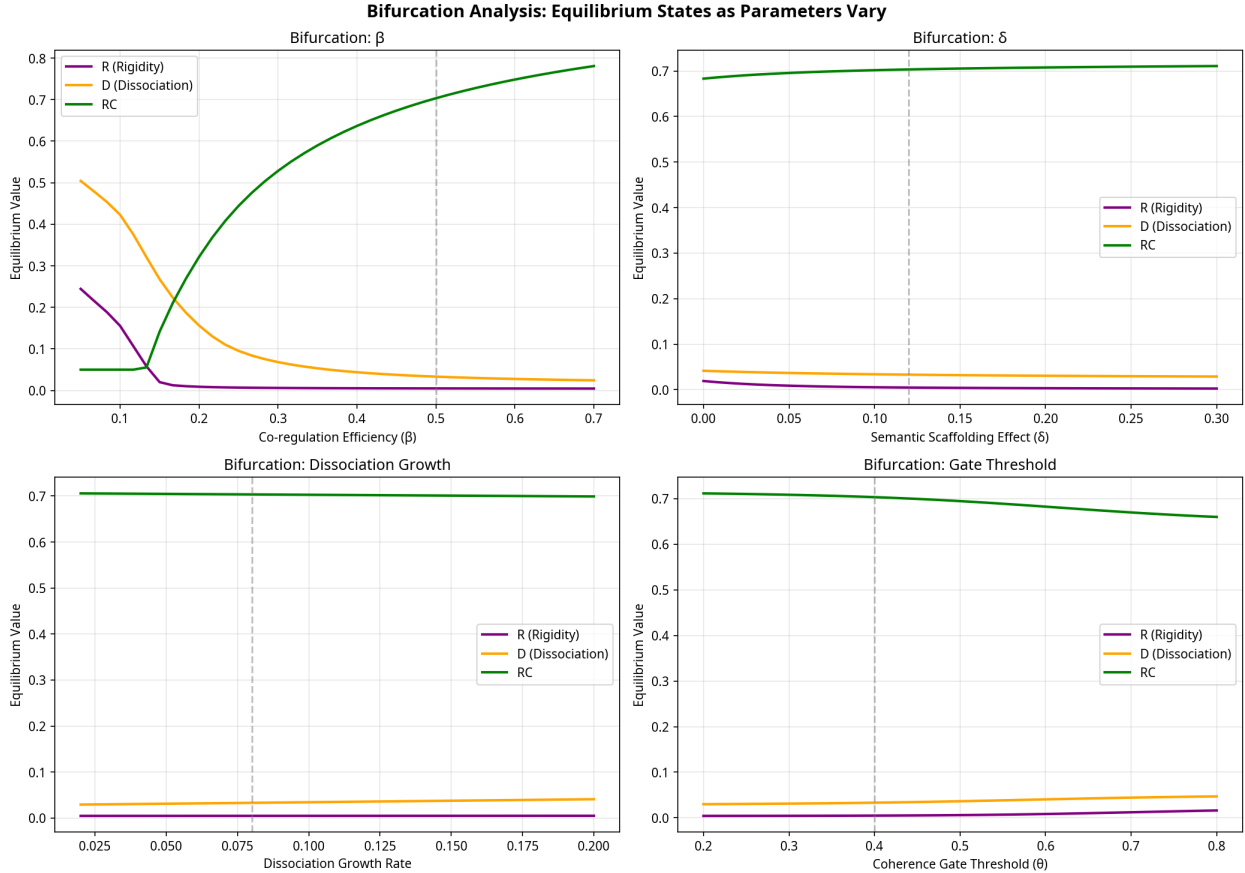 Bifurcation Analysis: Equilibrium States as Parameters Vary
Bifurcation: β
R (Rigidity)
D (Dissociation)
RC
Equilibrium Value
0.8
0.7
0.6
0.5
0.4
0.3
0.2
0.1
0.0
0.1 0.2 0.3 0.4 0.5 0.6 0.7
Co-regulation Efficiency (β)
Bifurcation: δ
R (Rigidity)
D (Dissociation)
RC
Equilibrium Value
0.7
0.6
0.5
0.4
0.3
0.2
0.1
0.0
0.00 0.05 0.10 0.15 0.20 0.25 0.30
Semantic Scaffolding Effect (δ)
Bifurcation: Dissociation Growth
R (Rigidity)
D (Dissociation)
RC
Equilibrium Value
0.7
0.6
0.5
0.4
0.3
0.2
0.1
0.0
0.025 0.050 0.075 0.100 0.125 0.150 0.175 0.200
Dissociation Growth Rate
Bifurcation: Gate Threshold
R (Rigidity)
D (Dissociation)
RC
Equilibrium Value
0.7
0.6
0.5
0.4
0.3
0.2
0.1
0.0
0.2 0.3 0.4 0.5 0.6 0.7 0.8
Coherence Gate Threshold (θ)